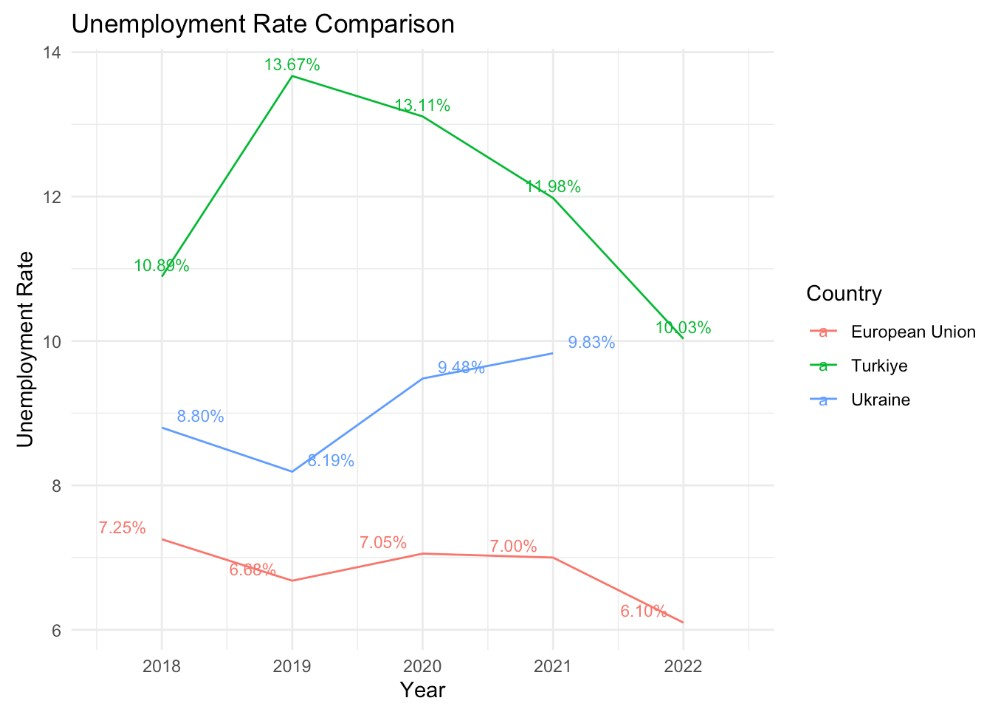 Unemployment Rate Comparison
14
13.67%
13.11%
12
11.98%
10.89%
10.03%
10
9.83%
9.48%
8.80%
8.19%
8
7.25%
7.05%
7.00%
6.68%
6.10%
6
Unemployment Rate
2018 2019 2020 2021 2022
Year
Country
a European Union
a Turkiye
a Ukraine